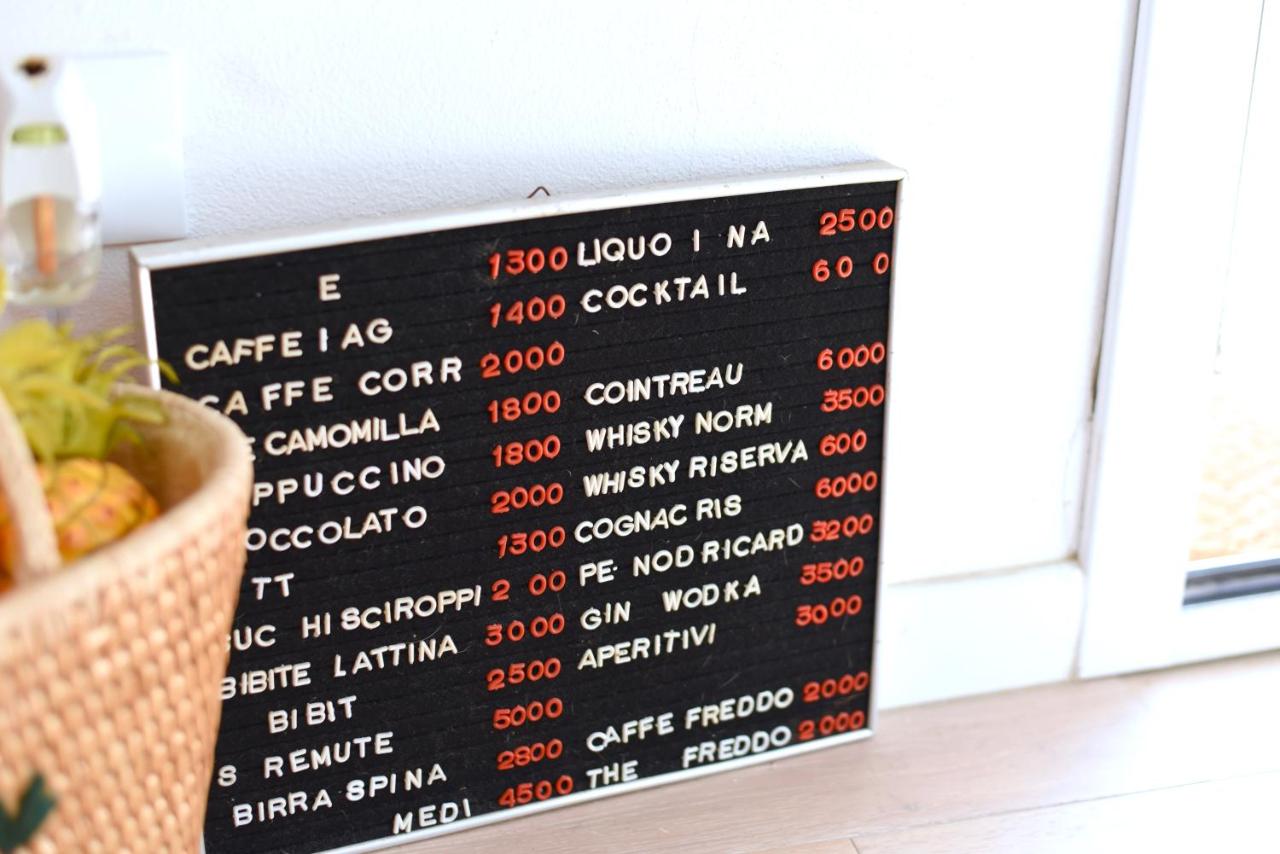 E 1300
CAFFE I AG 1400
CAFFE CORR 2000
E CAMOMILLA 1800
PPUCCINO 1800
OCCOLATO 2000
TT 1300
SUC HI SCIROPPI 2 00
BIBITE LATTINA 3000
BIBIT 2500
S REMUTE 5000
BIRRA SPINA 2800
MEDI 4500
LIQUO I NA 2500
COCKTAIL 60 0
COINTREAU 6000
WHISKY NORM 3500
WHISKY RISERVA 600
COGNAC RIS 6000
PE- NOD RICARD 3200
GIN WODKA 3500
APERITIVI 3000
CAFFE FREDDO 2000
THE FREDDO 2000